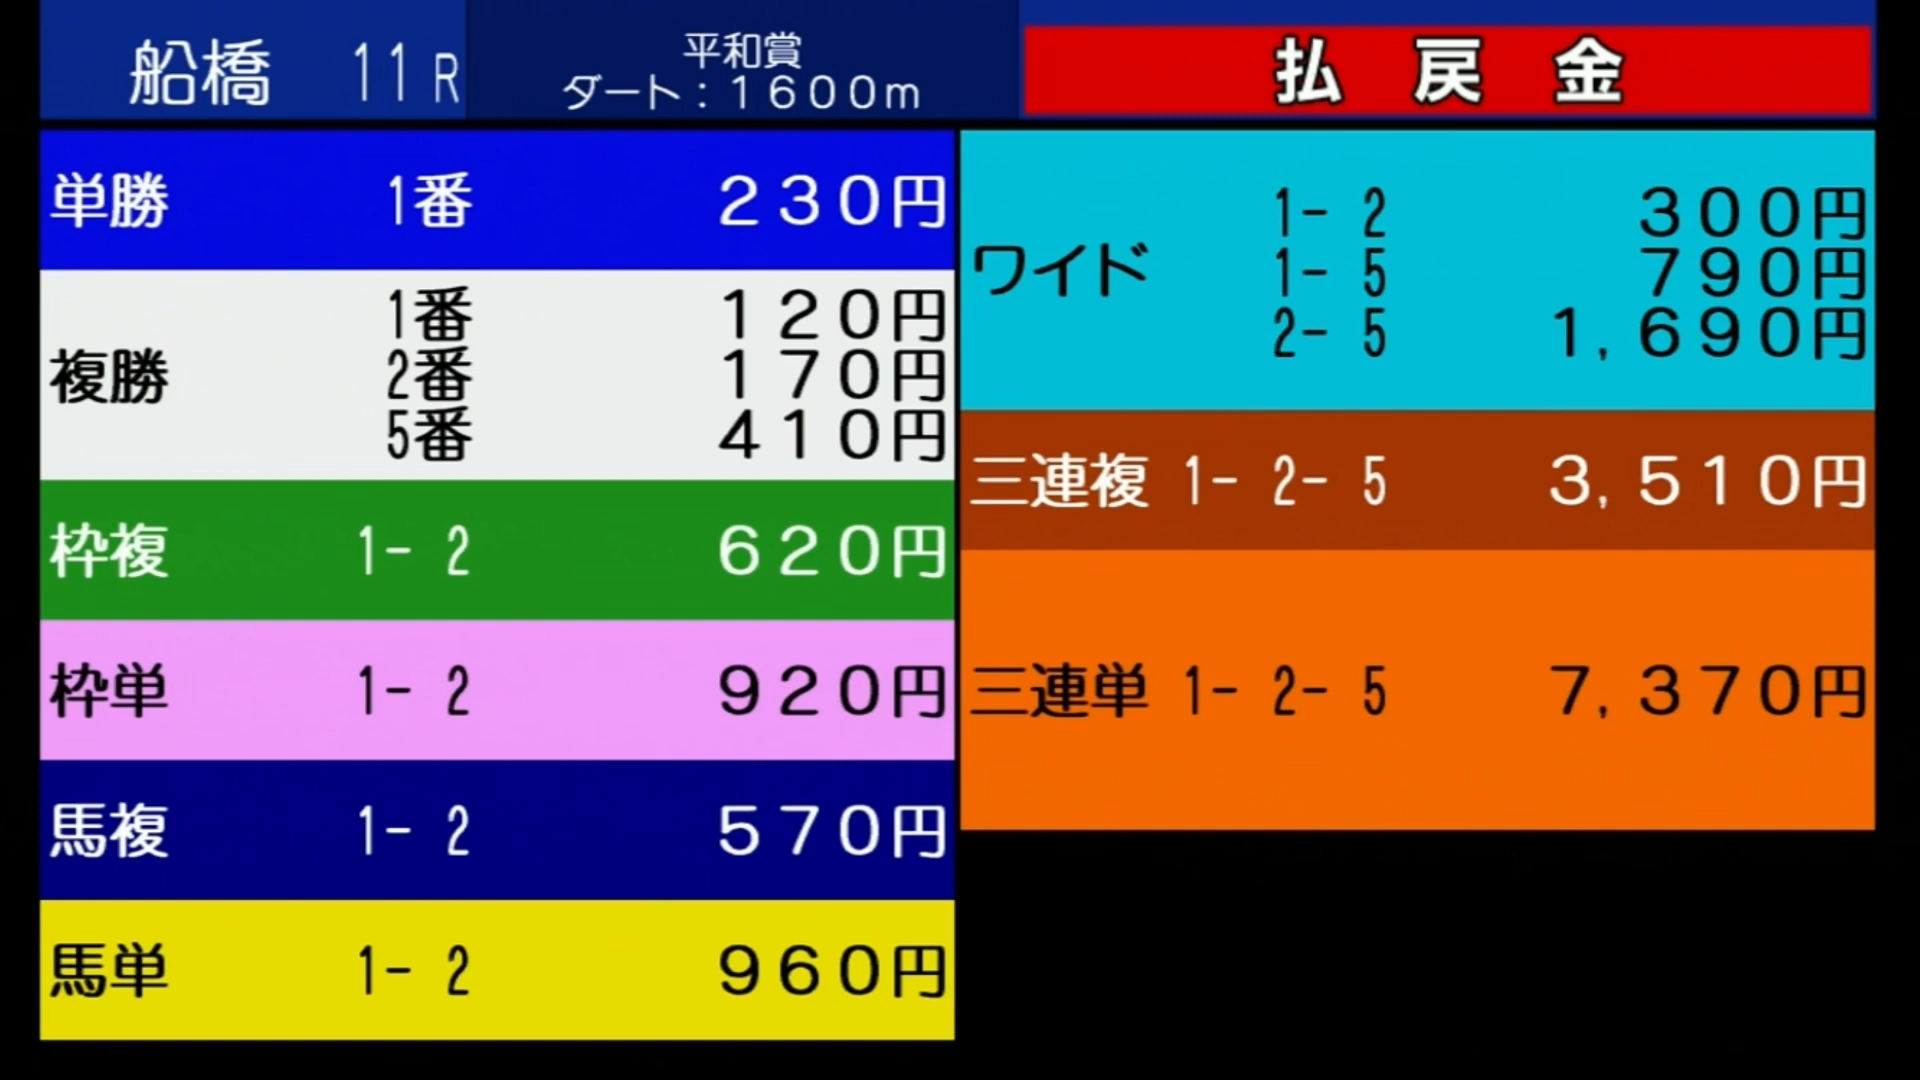 船橋 11R
平和賞
ダート：1600m
払戻金
単勝 1番 230円
複勝
1番 120円
2番 170円
5番 410円
枠複 1- 2 620円
枠単 1- 2 920円
馬複 1- 2 570円
馬単 1- 2 960円
ワイド
1- 2 300円
1- 5 790円
2- 5 1,690円
三連複 1- 2- 5 3,510円
三連単 1- 2- 5 7,370円